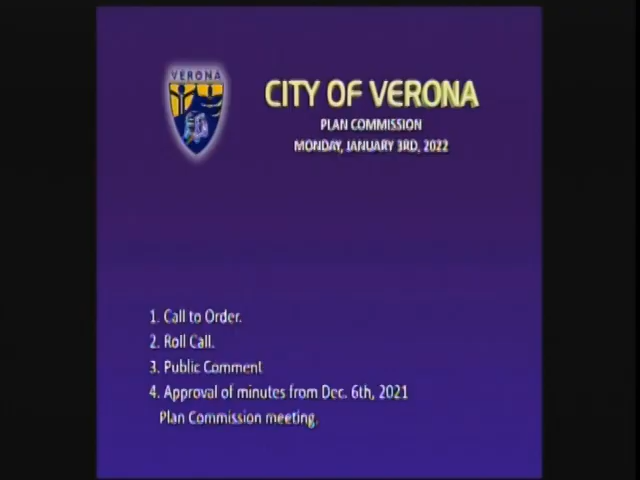 VERONA
CITY OF VERONA
PLAN COMMISSION
MONDAY, JANUARY 3RD, 2022
1. Call to Order.
2. Roll Call.
3. Public Comment
4. Approval of minutes from Dec. 6th, 2021
Plan Commission meeting.